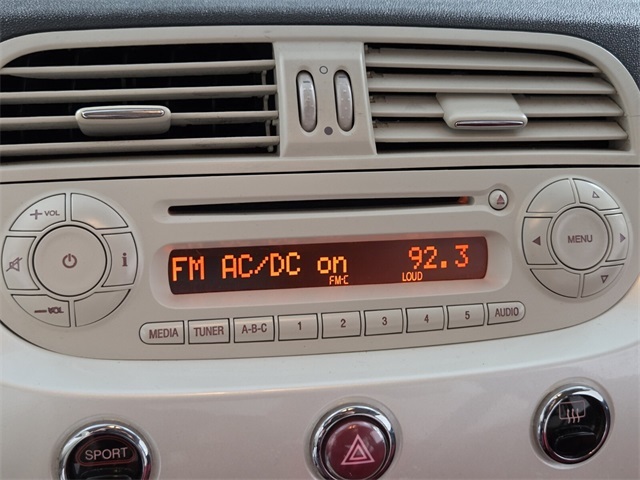 + VOL
i
MENU
FM AC/DC on 92.3
FM-C LOUD
− VOL
MEDIA TUNER A-B-C 1 2 3 4 5 AUDIO
SPORT